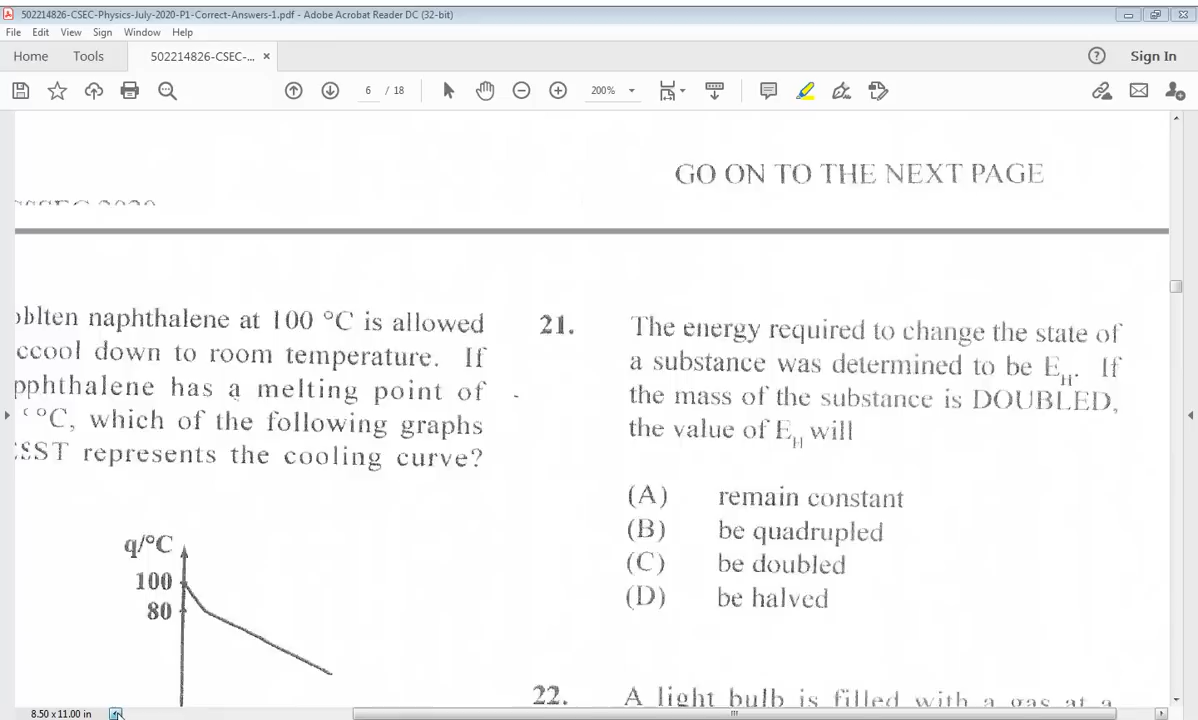 502214826-CSEC-Physics-July-2020-P1-Correct-Answers-1.pdf - Adobe Acrobat Reader DC (32-bit)
File Edit View Sign Window Help
Home Tools 502214826-CSEC-... × Sign In
6 / 18 200%
GO ON TO THE NEXT PAGE
oblten naphthalene at 100 °C is allowed
ccool down to room temperature. If
pphthalene has a melting point of
°C, which of the following graphs
SST represents the cooling curve?
q/°C
100
80
21. The energy required to change the state of
a substance was determined to be E_H. If
the mass of the substance is DOUBLED,
the value of E_H will
(A) remain constant
(B) be quadrupled
(C) be doubled
(D) be halved
22. A light bulb is filled with a gas at a
8.50 x 11.00 in